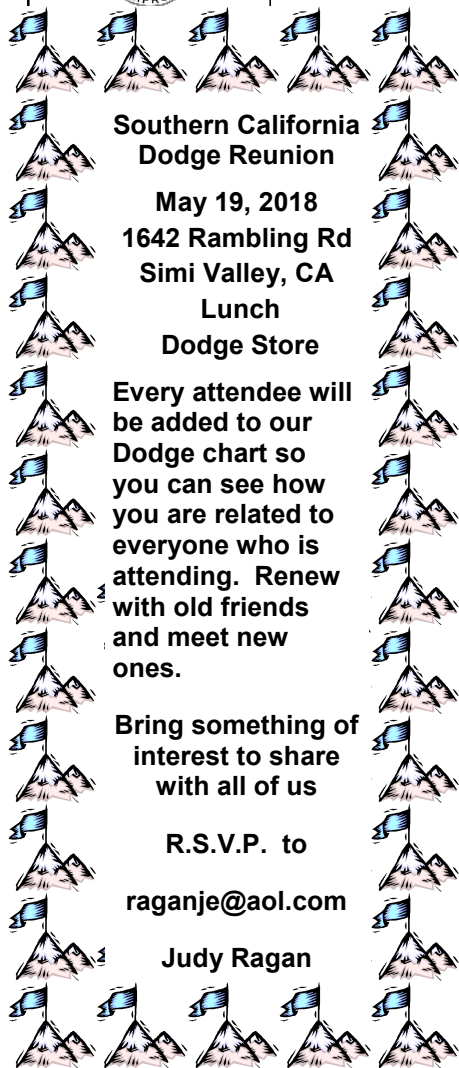 Southern California
Dodge Reunion
May 19, 2018
1642 Rambling Rd
Simi Valley, CA
Lunch
Dodge Store
Every attendee will
be added to our
Dodge chart so
you can see how
you are related to
everyone who is
attending.  Renew
with old friends
and meet new
ones.
Bring something of
interest to share
with all of us
R.S.V.P.  to
raganje@aol.com
Judy Ragan